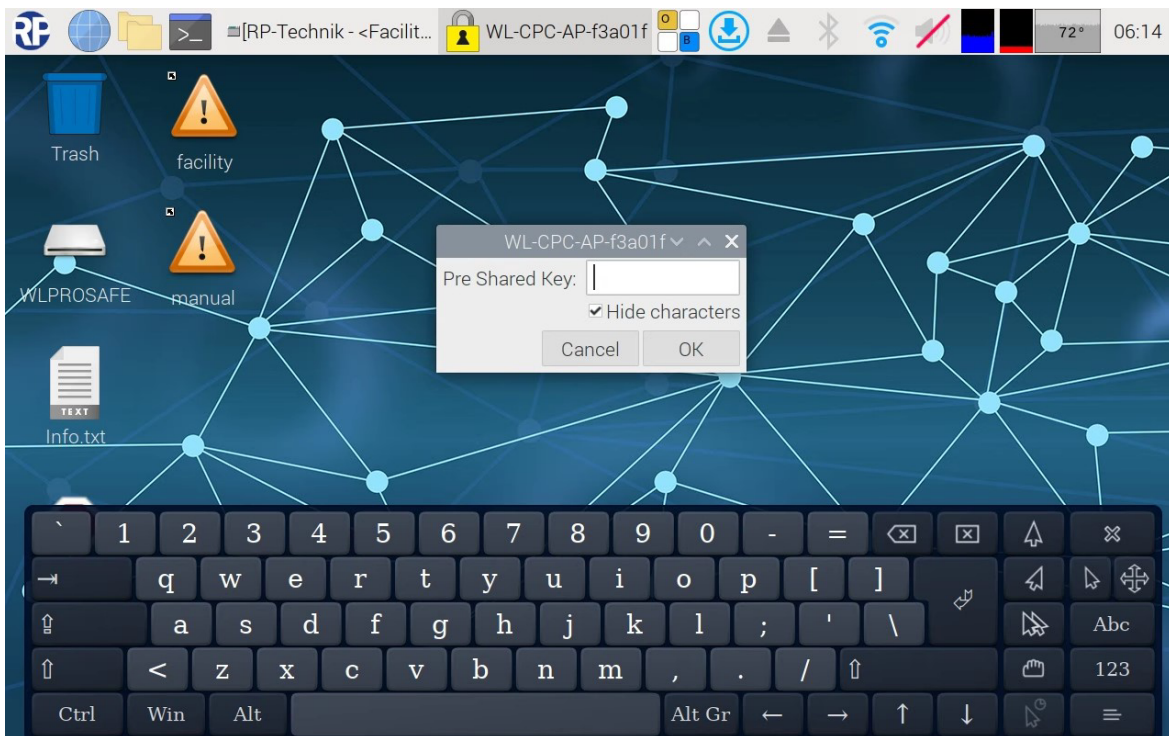 RP [RP-Technik - <Facilit... WL-CPC-AP-f3a01f O B 72° 06:14
Trash
facility
WL-CPC-AP-f3a01f
Pre Shared Key:
WLPROSAFE
manual
Hide characters
Cancel OK
TEXT
Info.txt
` 1 2 3 4 5 6 7 8 9 0 - =
q w e r t y u i o p [ ]
a s d f g h j k l ; ' \ Abc
< z x c v b n m , . / 123
Ctrl Win Alt Alt Gr ← → ↑ ↓